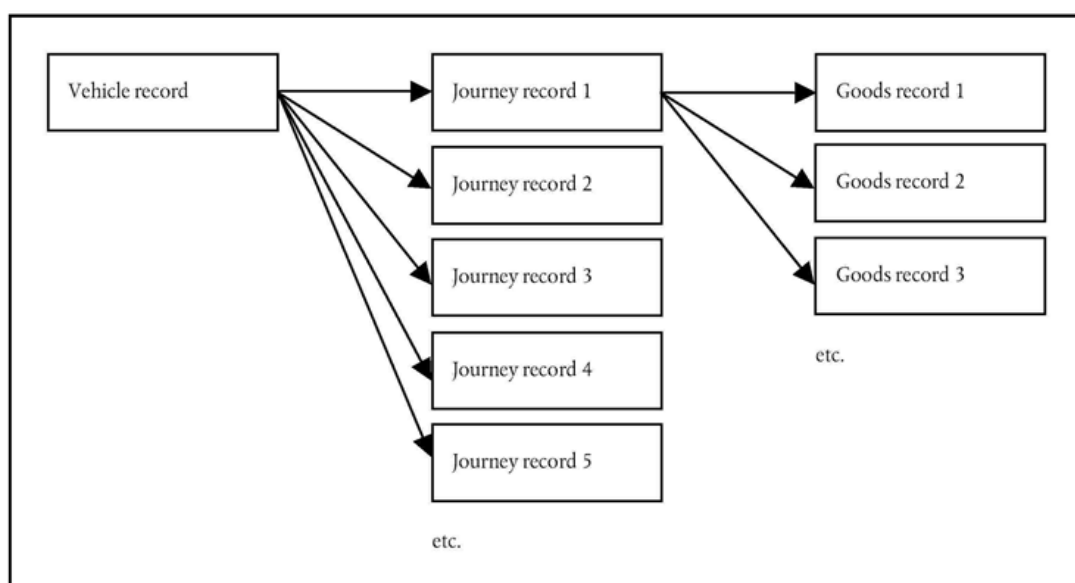 Vehicle record
Journey record 1
Journey record 2
Journey record 3
Journey record 4
Journey record 5
etc.
Goods record 1
Goods record 2
Goods record 3
etc.